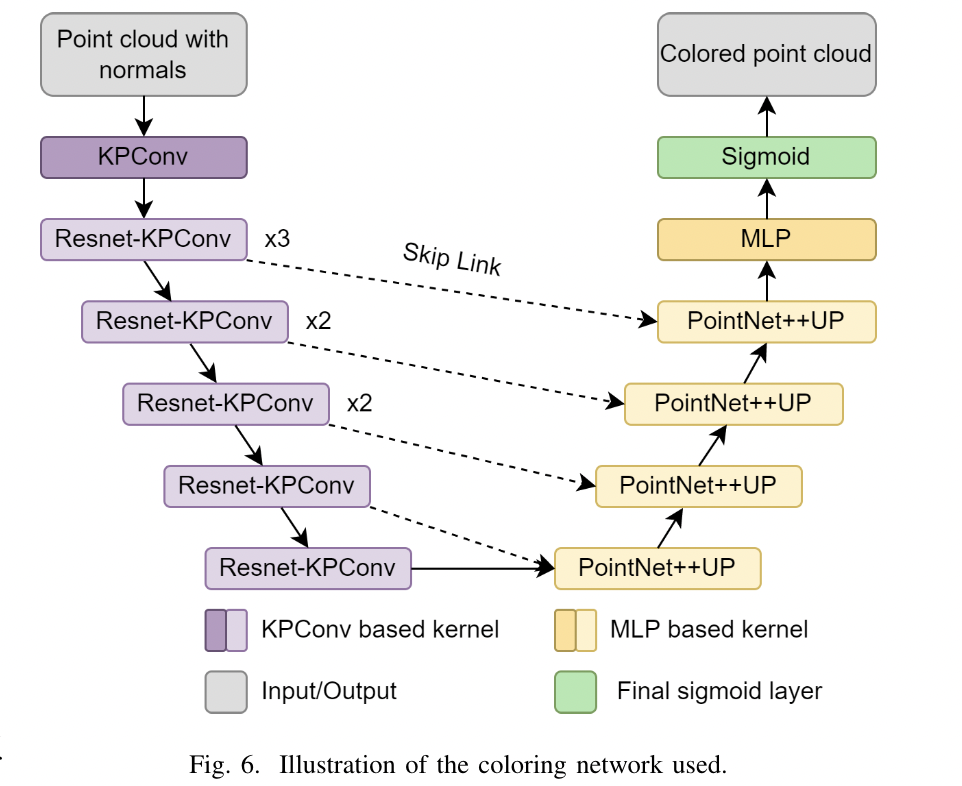 Point cloud with
normals
Colored point cloud
KPConv
Sigmoid
Resnet-KPConv x3
Skip Link
MLP
Resnet-KPConv x2
PointNet++UP
Resnet-KPConv x2
PointNet++UP
Resnet-KPConv
PointNet++UP
Resnet-KPConv
PointNet++UP
KPConv based kernel
MLP based kernel
Input/Output
Final sigmoid layer
Fig. 6. Illustration of the coloring network used.